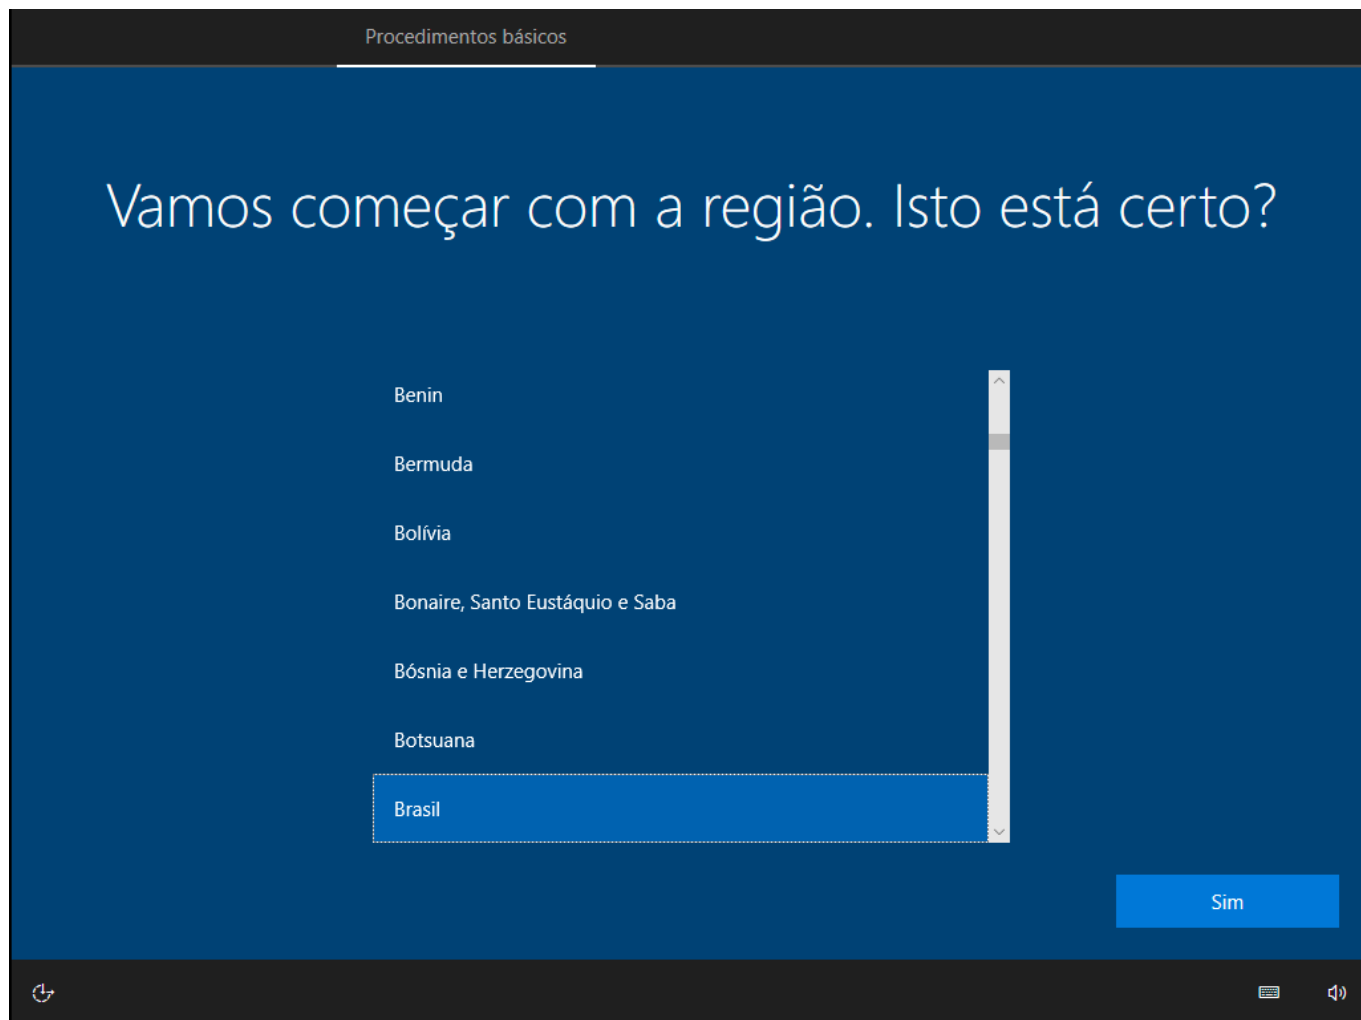 Procedimentos básicos
Vamos começar com a região. Isto está certo?
Benin
Bermuda
Bolívia
Bonaire, Santo Eustáquio e Saba
Bósnia e Herzegovina
Botsuana
Brasil
Sim